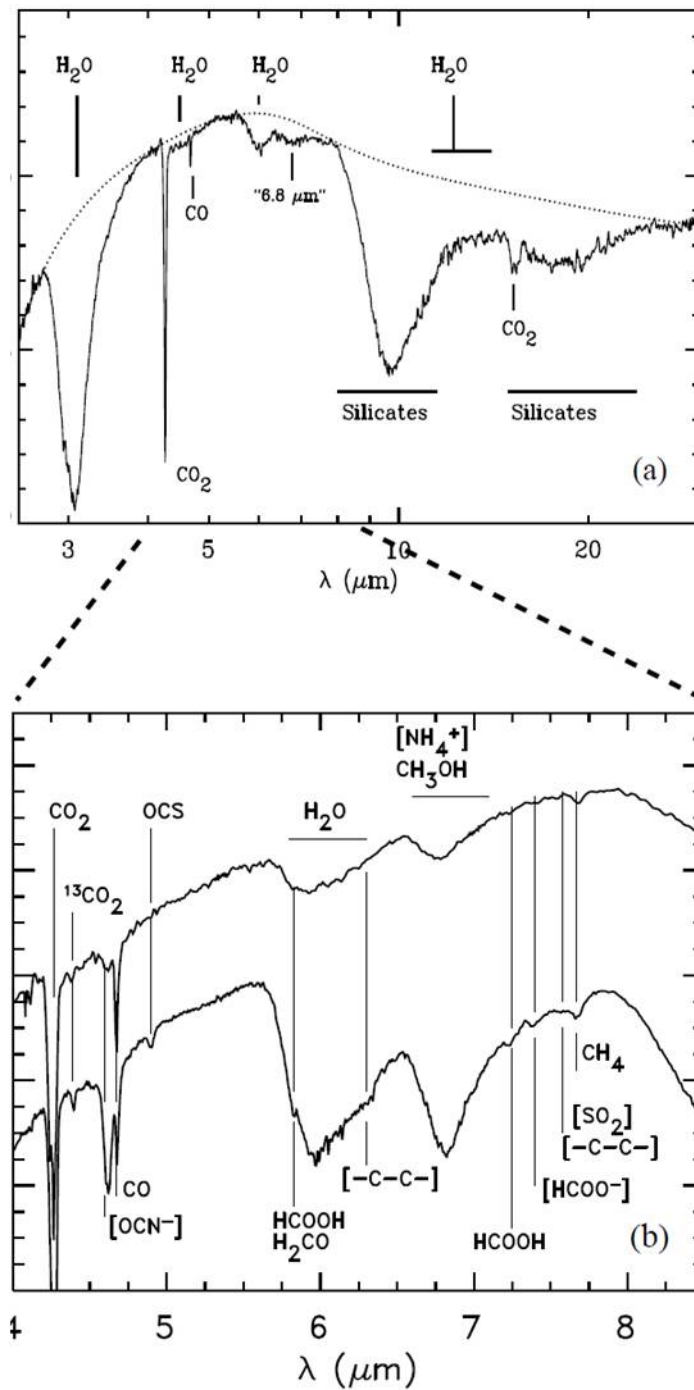 H₂O H₂O H₂O H₂O
"6.8 μm"
CO
CO₂
Silicates Silicates
CO₂
(a)
3 5 10 20
λ (μm)
[NH₄⁺]
CH₃OH
CO₂ OCS H₂O
¹³CO₂
CH₄
[SO₂]
[-C-C-]
[-C-C-]
CO [HCOO⁻]
[OCN⁻]
HCOOH HCOOH
H₂CO
(b)
4 5 6 7 8
λ (μm)